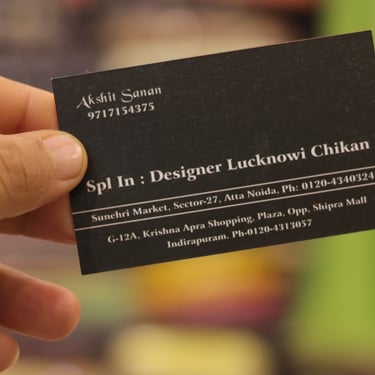 Akshit Sanan
9717154375
Spl In : Designer Lucknowi Chikan
Sunehri Market, Sector-27, Atta Noida, Ph: 0120-4340324
G-12A, Krishna Apra Shopping. Plaza, Opp, Shipra Mall
Indirapuram. Ph-0120-4313057